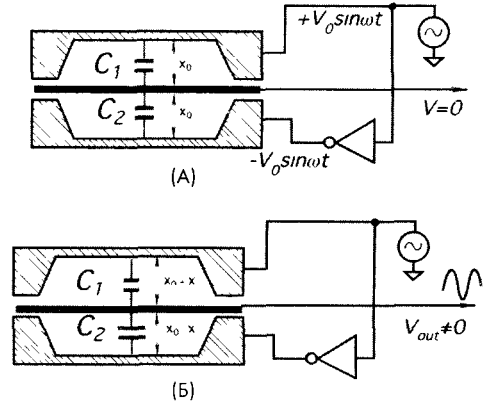 +V₀sinωt
C₁
x₀
C₂
x₀
V=0
-V₀sinωt
(А)
C₁
x₀+x
C₂
x₀ x
Vout≠0
(Б)